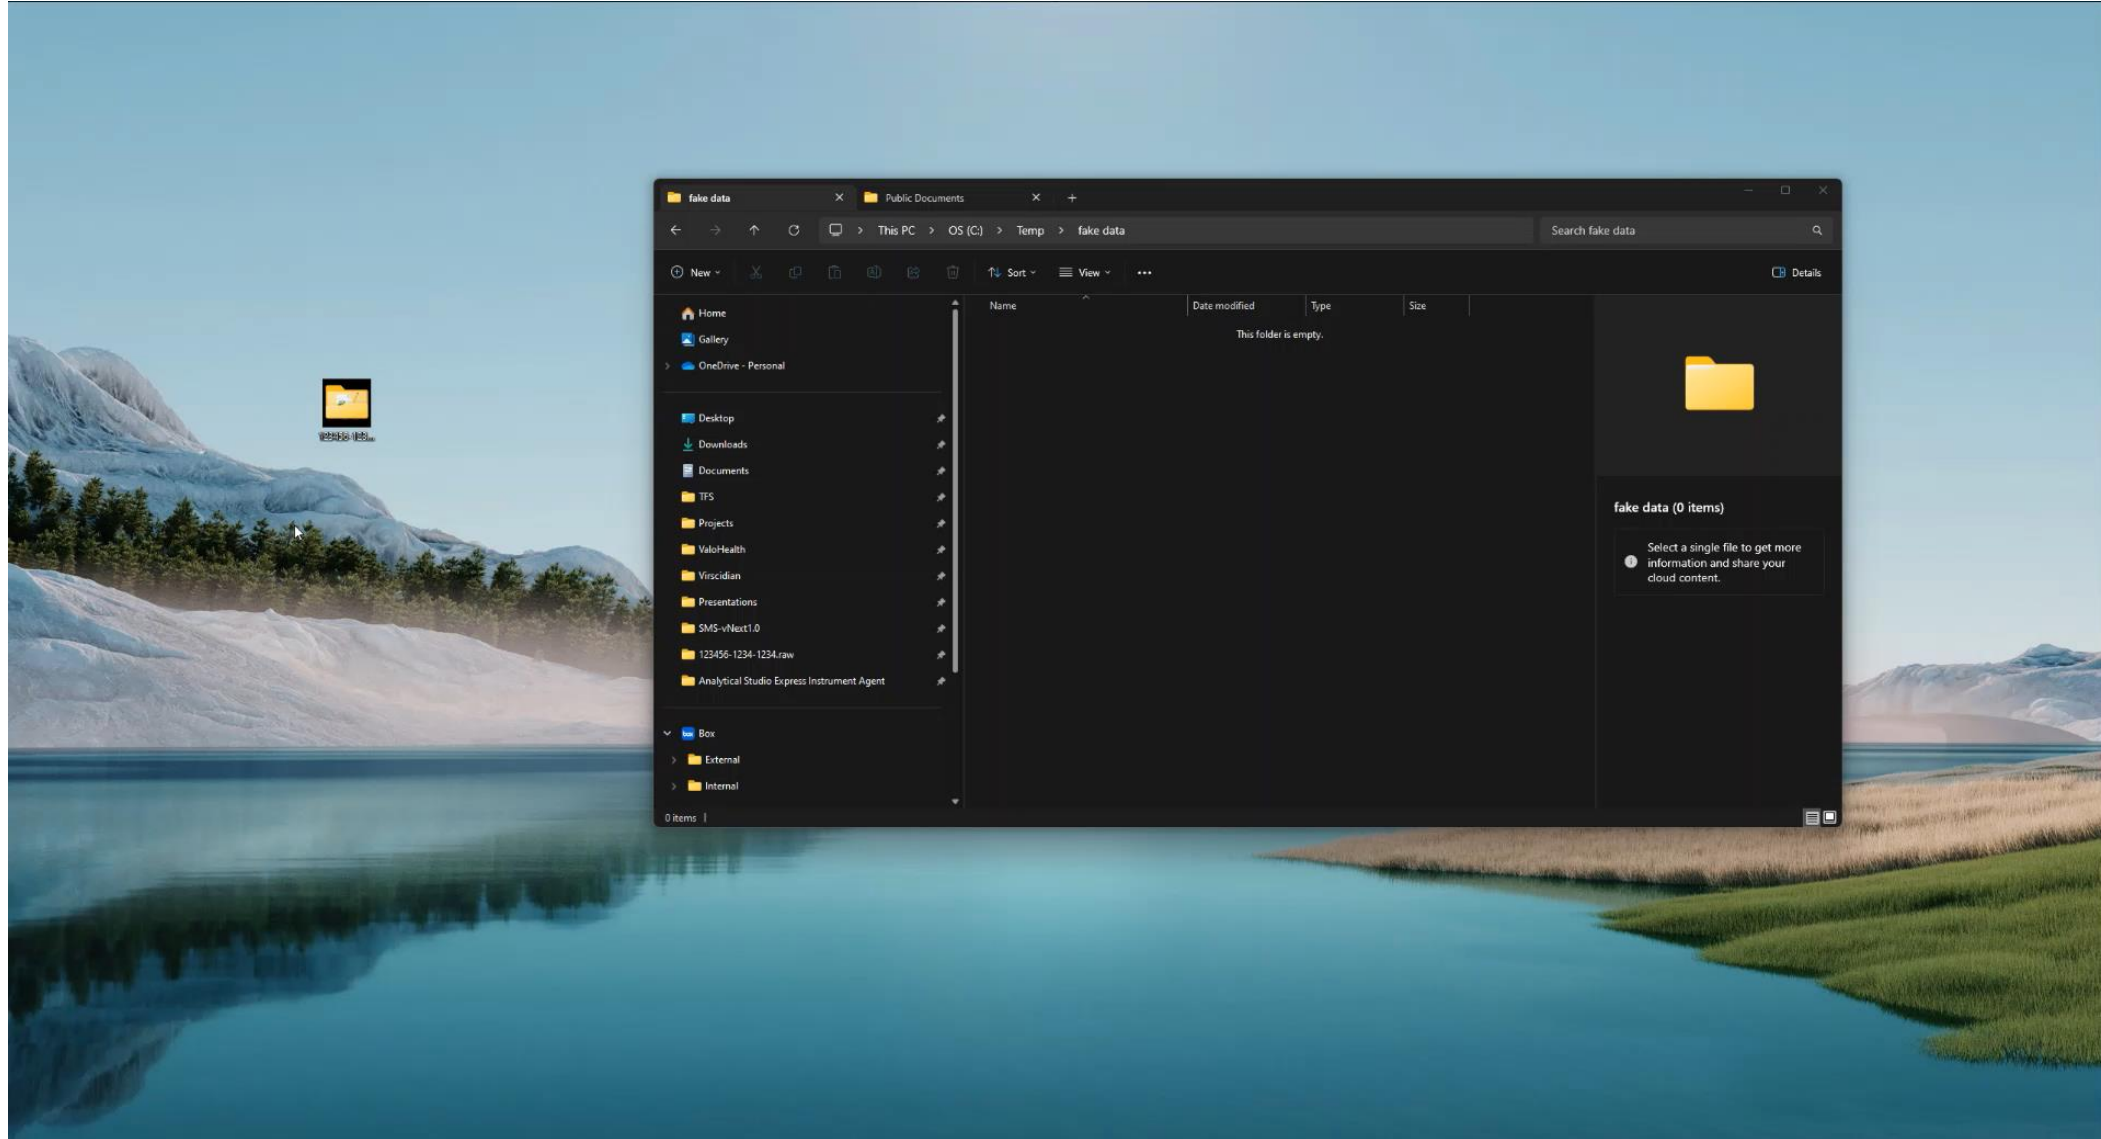 fake data
Public Documents
This PC > OS (C:) > Temp > fake data
Search fake data
New
Sort
View
Details
Home
Gallery
OneDrive - Personal
Desktop
Downloads
Documents
TFS
Projects
ValoHealth
Virscidian
Presentations
SMS-vNext1.0
123456-1234-1234.raw
Analytical Studio Express Instrument Agent
box Box
External
Internal
0 items
Name Date modified Type Size
This folder is empty.
fake data (0 items)
Select a single file to get more
information and share your
cloud content.
123456-123...